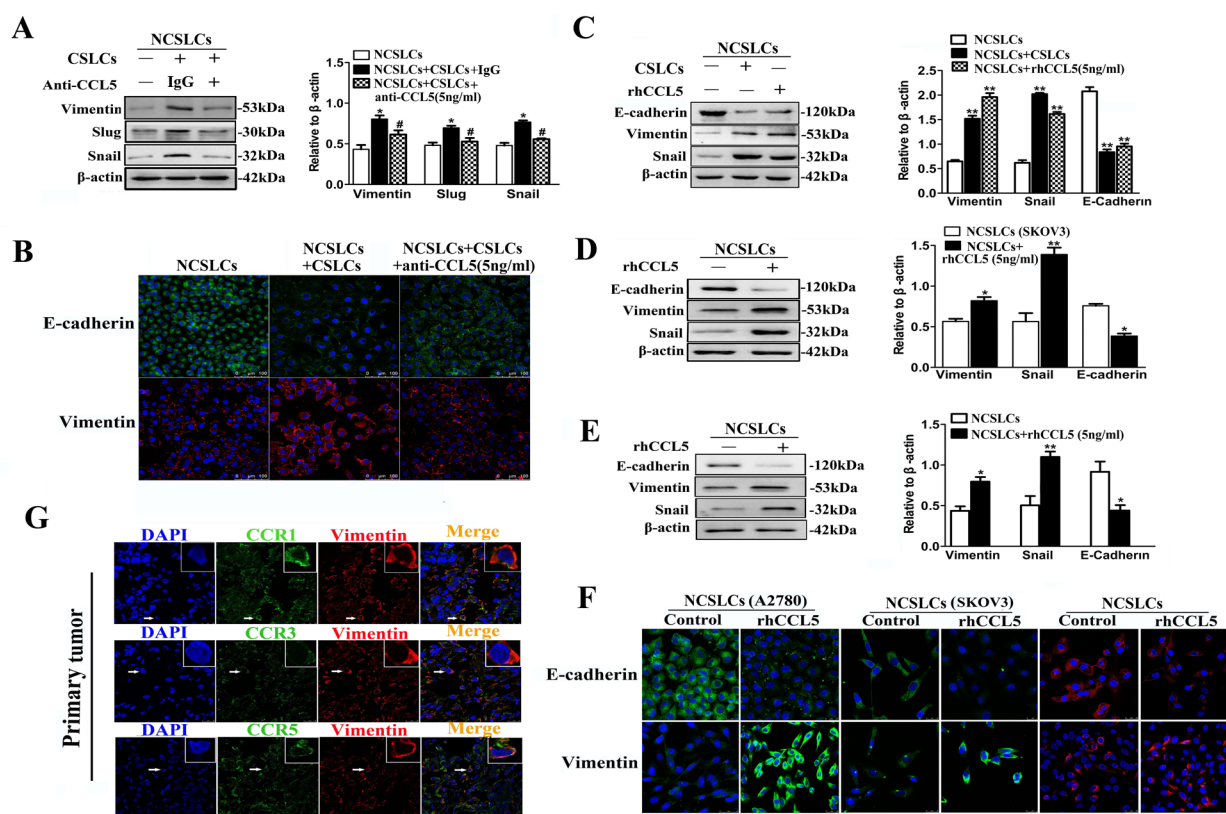 A
NCSLCs
CSLCs — + +
Anti-CCL5 — IgG +
Vimentin -53kDa
Slug -30kDa
Snail -32kDa
β-actin -42kDa
NCSLCs
NCSLCs+CSLCs+IgG
NCSLCs+CSLCs+
anti-CCL5(5ng/ml)
Relative to β -actin
1.5
1.0
0.5
0.0
* # * # * #
Vimentin Slug Snail
B
NCSLCs
NCSLCs
+CSLCs
NCSLCs+CSLCs
+anti-CCL5(5ng/ml)
E-cadherin
Vimentin
C
NCSLCs
CSLCs — + —
rhCCL5 — — +
E-cadherin -120kDa
Vimentin -53kDa
Snail -32kDa
β-actin -42kDa
NCSLCs
NCSLCs+CSLCs
NCSLCs+rhCCL5(5ng/ml)
Relative to β -actin
2.5
2.0
1.5
1.0
0.5
0.0
** ** ** ** ** **
Vimentin Snail E-Cadherin
D
NCSLCs
rhCCL5 — +
E-cadherin -120kDa
Vimentin -53kDa
Snail -32kDa
β-actin -42kDa
NCSLCs (SKOV3)
NCSLCs+
rhCCL5 (5ng/ml)
Relative to β -actin
1.5
1.0
0.5
0.0
* ** *
Vimentin Snail E-cadherin
E
NCSLCs
rhCCL5 — +
E-cadherin -120kDa
Vimentin -53kDa
Snail -32kDa
β-actin -42kDa
NCSLCs
NCSLCs+rhCCL5 (5ng/ml)
Relative to β -actin
1.5
1.0
0.5
0.0
* ** *
Vimentin Snail E-Cadherin
F
NCSLCs (A2780) NCSLCs (SKOV3) NCSLCs
Control rhCCL5 Control rhCCL5 Control rhCCL5
E-cadherin
Vimentin
G
Primary tumor
DAPI CCR1 Vimentin Merge
DAPI CCR3 Vimentin Merge
DAPI CCR5 Vimentin Merge